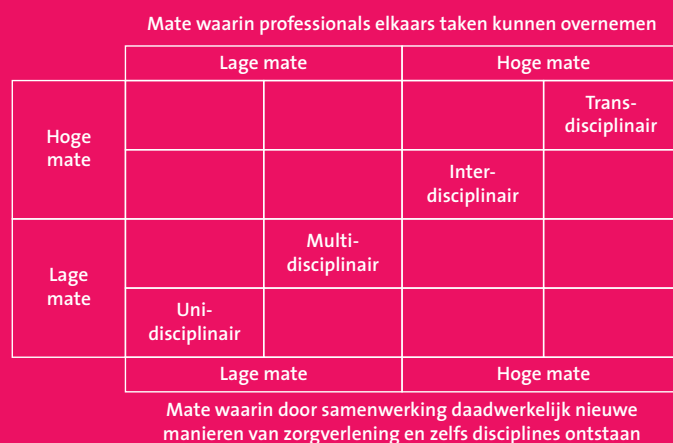 Mate waarin professionals elkaars taken kunnen overnemen
Lage mate
Hoge mate
Trans-
disciplinair
Hoge
mate
Inter-
disciplinair
Multi-
disciplinair
Lage
mate
Uni-
disciplinair
Lage mate
Hoge mate
Mate waarin door samenwerking daadwerkelijk nieuwe
manieren van zorgverlening en zelfs disciplines ontstaan